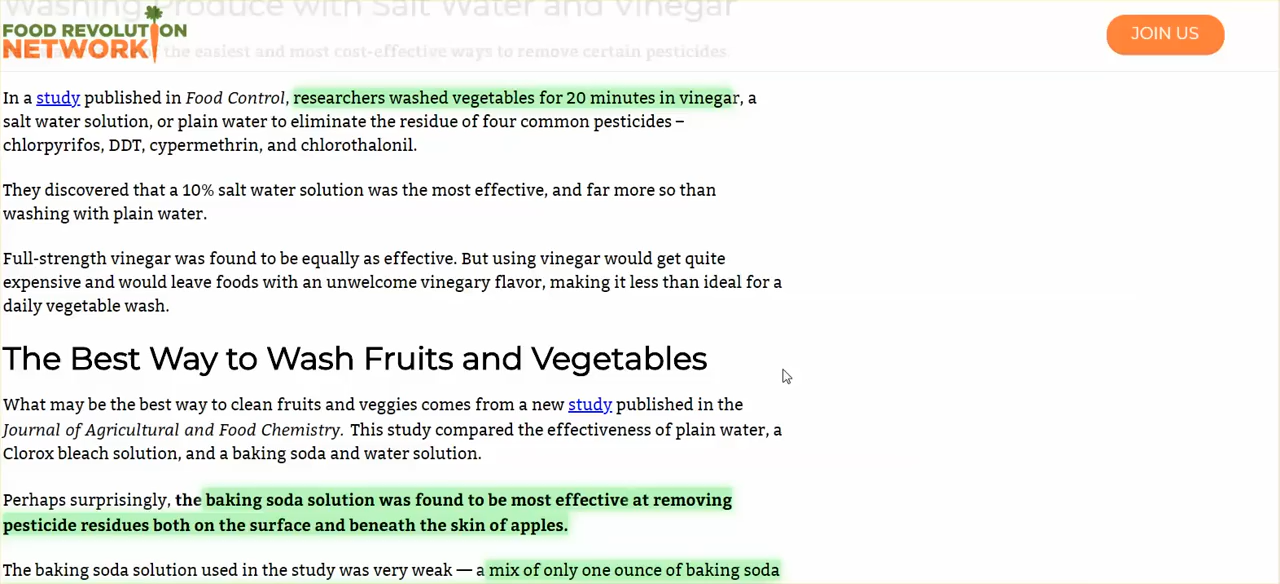 Washing Produce with Salt Water and Vinegar
FOOD REVOLUTION
NETWORK
of the easiest and most cost-effective ways to remove certain pesticides
JOIN US
In a study published in Food Control, researchers washed vegetables for 20 minutes in vinegar, a
salt water solution, or plain water to eliminate the residue of four common pesticides –
chlorpyrifos, DDT, cypermethrin, and chlorothalonil.
They discovered that a 10% salt water solution was the most effective, and far more so than
washing with plain water.
Full-strength vinegar was found to be equally as effective. But using vinegar would get quite
expensive and would leave foods with an unwelcome vinegary flavor, making it less than ideal for a
daily vegetable wash.
The Best Way to Wash Fruits and Vegetables
What may be the best way to clean fruits and veggies comes from a new study published in the
Journal of Agricultural and Food Chemistry. This study compared the effectiveness of plain water, a
Clorox bleach solution, and a baking soda and water solution.
Perhaps surprisingly, the baking soda solution was found to be most effective at removing
pesticide residues both on the surface and beneath the skin of apples.
The baking soda solution used in the study was very weak — a mix of only one ounce of baking soda